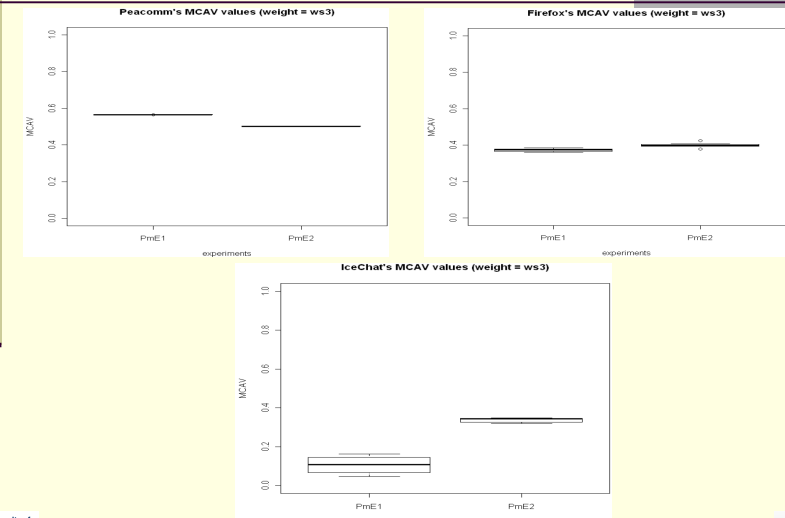 Peacomm's MCAV values (weight = ws3)
MCAV
1.0
0.8
0.6
0.4
0.2
0.0
PmE1 PmE2
experiments
Firefox's MCAV values (weight = ws3)
MCAV
1.0
0.8
0.6
0.4
0.2
0.0
PmE1 PmE2
experiments
IceChat's MCAV values (weight = ws3)
MCAV
1.0
0.8
0.6
0.4
0.2
0.0
PmE1 PmE2